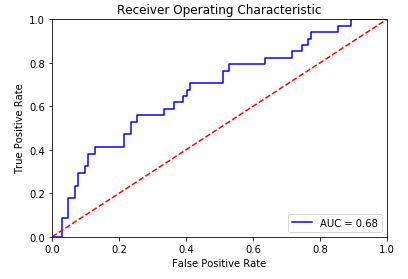 Receiver Operating Characteristic
1.0
0.8
0.6
0.4
0.2
0.0
True Positive Rate
AUC = 0.68
0.0 0.2 0.4 0.6 0.8 1.0
False Positive Rate